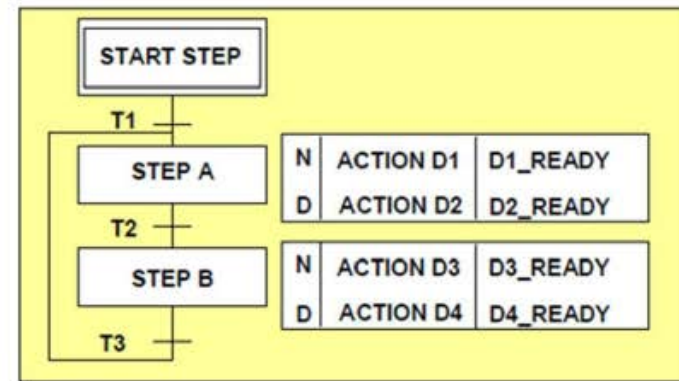 START STEP
T1
STEP A
N ACTION D1 D1_READY
D ACTION D2 D2_READY
T2
STEP B
N ACTION D3 D3_READY
D ACTION D4 D4_READY
T3